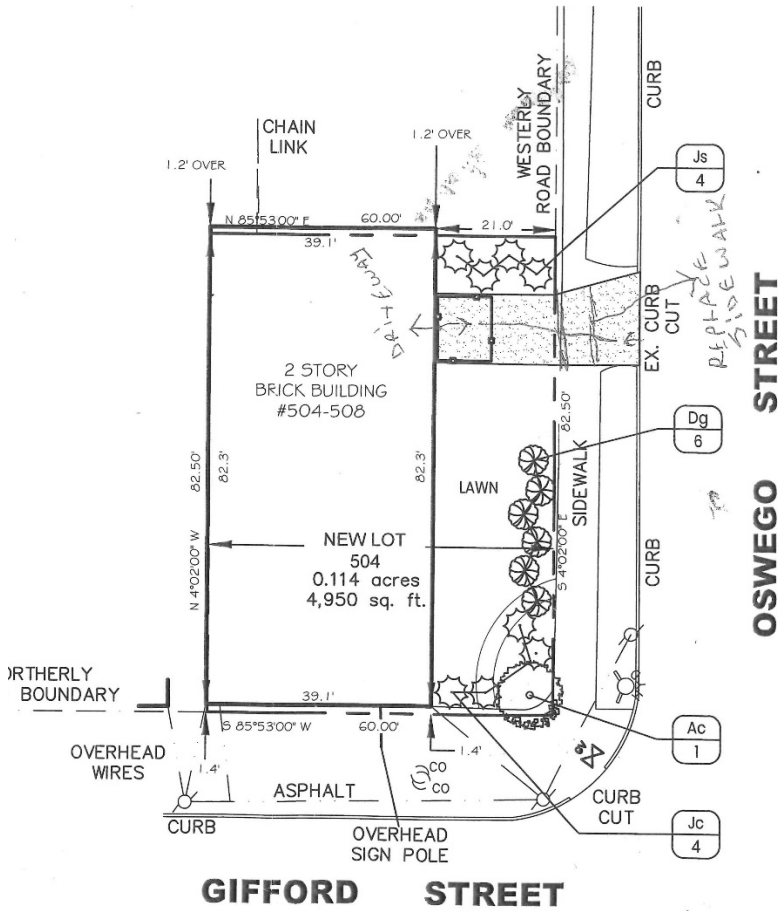 CHAIN
LINK
1.2' OVER
1.2' OVER
WESTERLY
ROAD BOUNDARY
CURB
Js
4
N 85°53'00" E
60.00'
39.1'
21.0'
DRIVEWAY
REPLACE
SIDEWALK
EX. CURB
CUT
2 STORY
BRICK BUILDING
#504-508
82.50'
82.3'
82.3'
82.50'
Dg
6
LAWN
SIDEWALK
CURB
NEW LOT
504
0.114 acres
4,950 sq. ft.
N 4°02'00" W
S 4°02'00" E
OSWEGO STREET
ORTHERLY
BOUNDARY
39.1'
S 85°53'00" W
60.00'
OVERHEAD
WIRES
1.4'
1.4'
ASPHALT
CO
CO
2
Ac
1
CURB
CURB
CUT
OVERHEAD
SIGN POLE
Jc
4
GIFFORD STREET